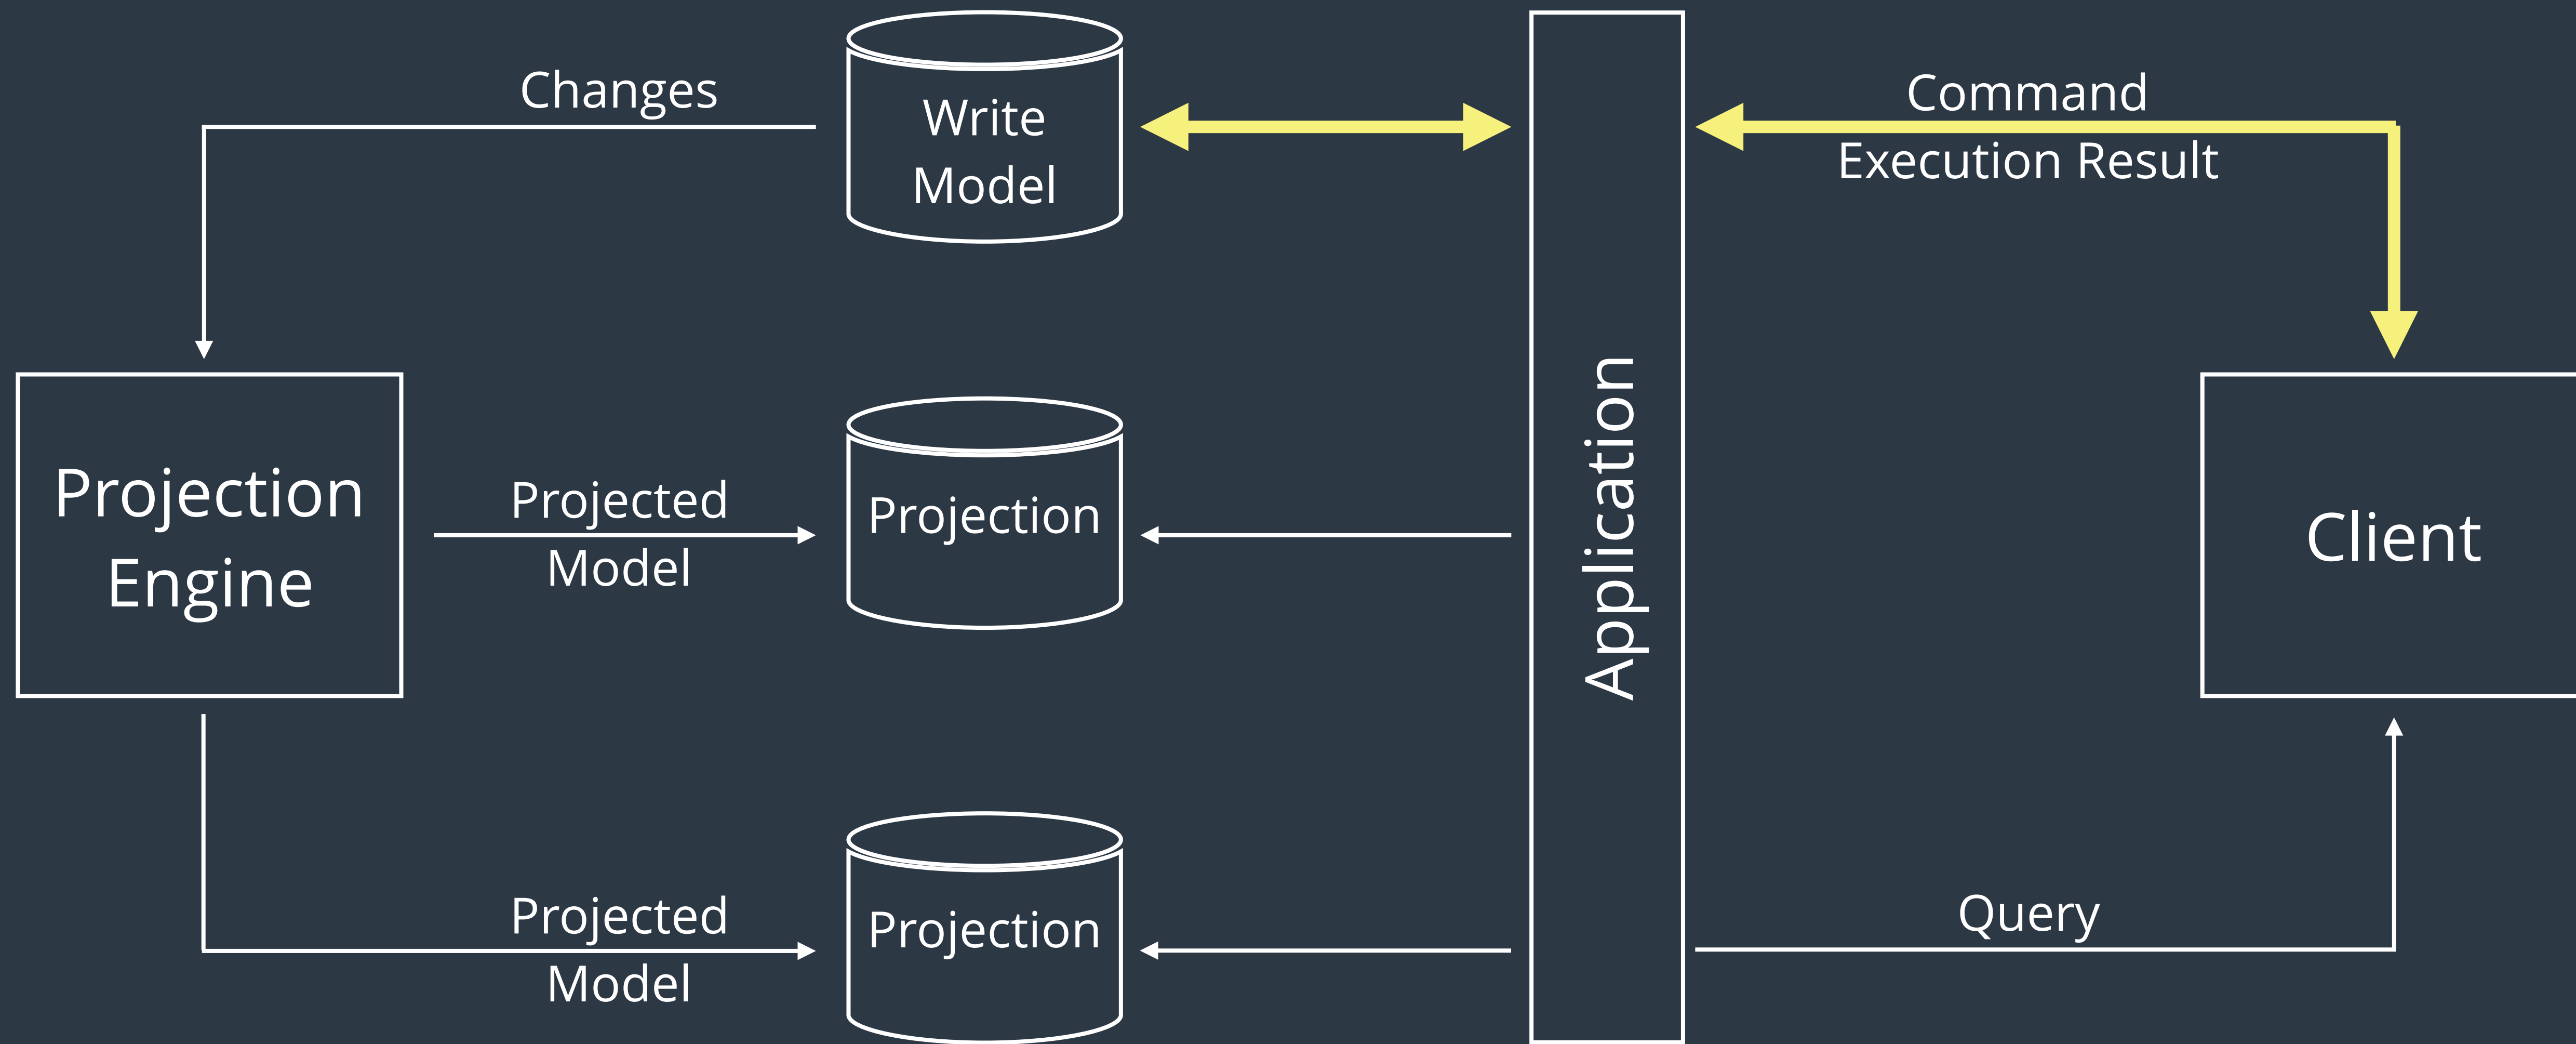 Changes
Write
Model
Command
Execution Result
Projection
Engine
Projected
Model
Projection
Application
Client
Projected
Model
Projection
Query